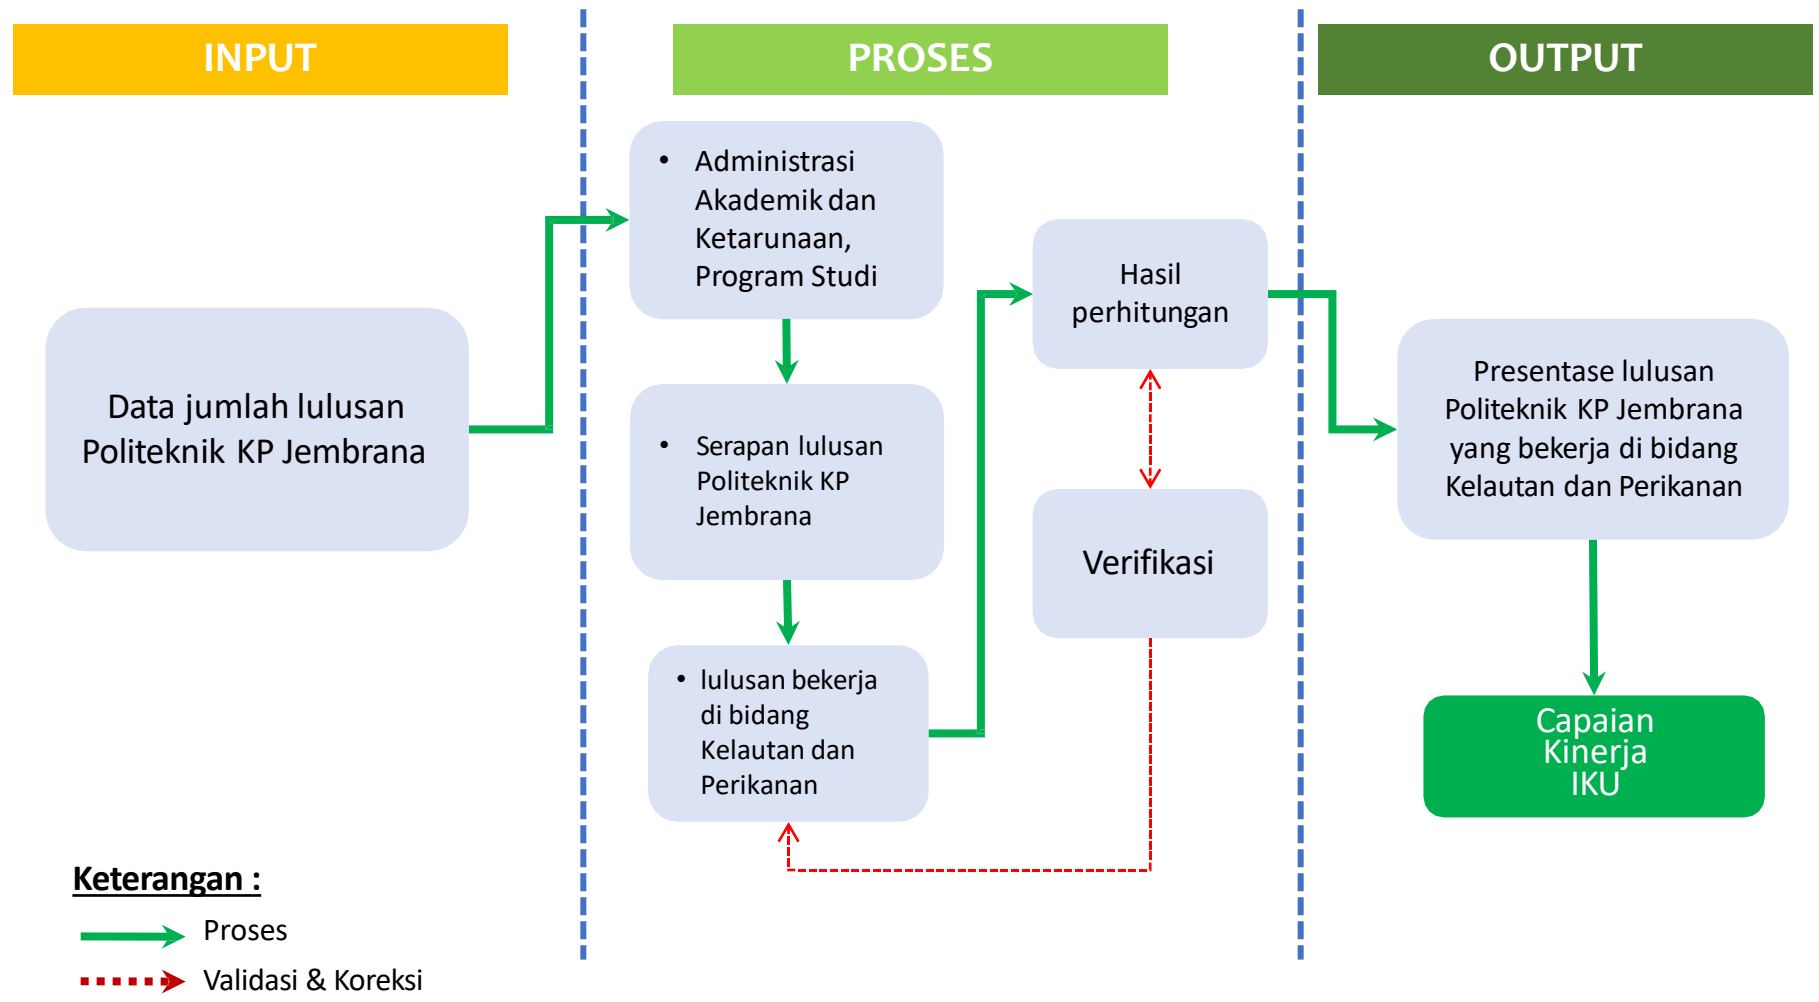 INPUT
PROSES
OUTPUT
Data jumlah lulusan
Politeknik KP Jembrana
• Administrasi
Akademik dan
Ketarunaan,
Program Studi
• Serapan lulusan
Politeknik KP
Jembrana
• lulusan bekerja
di bidang
Kelautan dan
Perikanan
Hasil
perhitungan
Verifikasi
Presentase lulusan
Politeknik KP Jembrana
yang bekerja di bidang
Kelautan dan Perikanan
Capaian
Kinerja
IKU
Keterangan :
Proses
Validasi & Koreksi